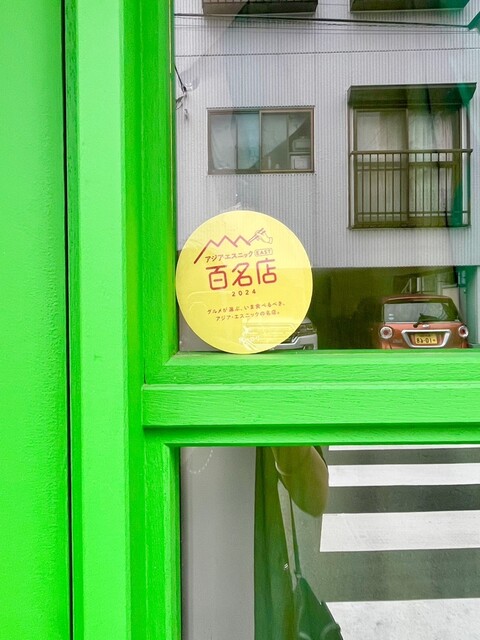 アジア・エスニック EAST
百名店
2024
グルメが選ぶ、いま食べるべき、
アジア・エスニックの名店。